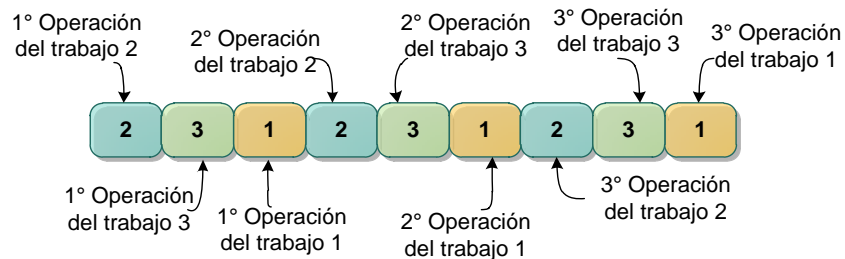 1° Operación
del trabajo 2
2° Operación
del trabajo 2
2° Operación
del trabajo 3
3° Operación
del trabajo 3
3° Operación
del trabajo 1
2 3 1 2 3 1 2 3 1
1° Operación
del trabajo 3
1° Operación
del trabajo 1
2° Operación
del trabajo 1
3° Operación
del trabajo 2